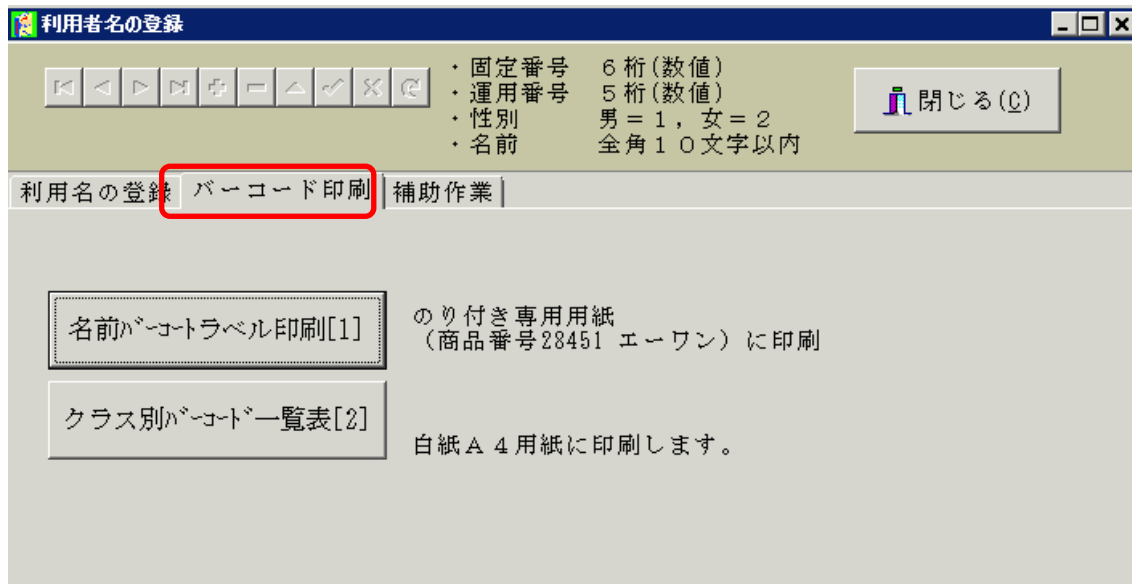 利用者名の登録
・固定番号 6桁(数値)
・運用番号 5桁(数値)
・性別 男=1, 女=2
・名前 全角10文字以内
閉じる(C)
利用名の登録 バーコード印刷 補助作業
名前ﾊﾞｰｺｰﾄラベル印刷[1]
のり付き専用用紙
(商品番号28451 エーワン)に印刷
クラス別ﾊﾞｰｺｰﾄﾞ一覧表[2]
白紙A4用紙に印刷します。